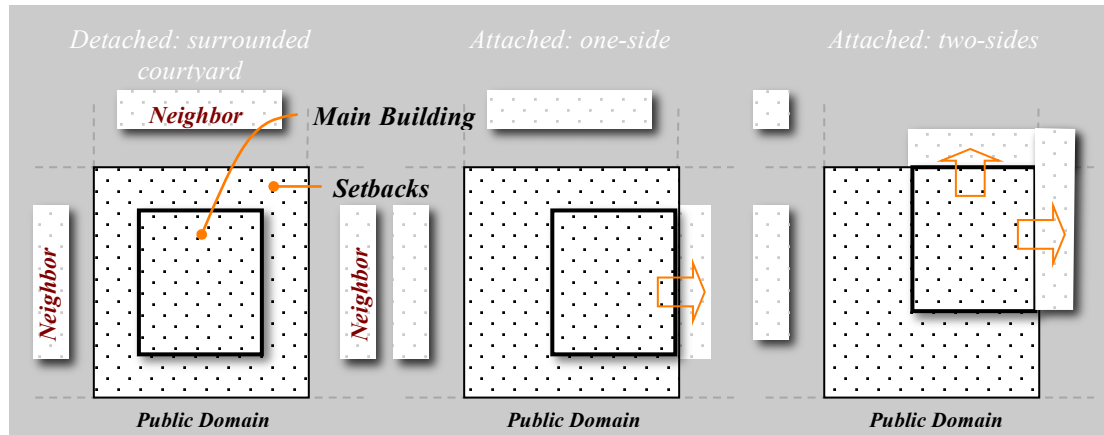 Detached: surrounded
courtyard
Attached: one-side
Attached: two-sides
Neighbor
Main Building
Setbacks
Neighbor
Neighbor
Public Domain
Public Domain
Public Domain